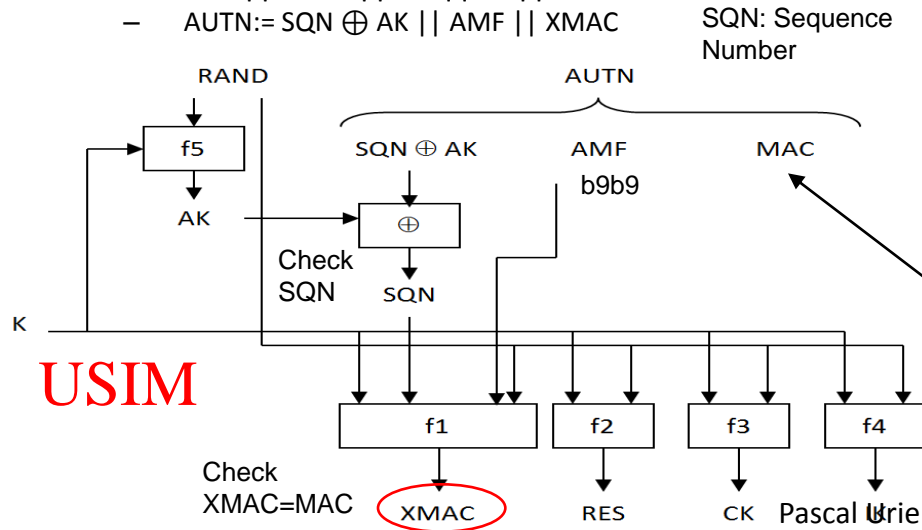 – AUTN:= SQN ⊕ AK || AMF || XMAC
SQN: Sequence
Number
RAND
AUTN
f5
SQN ⊕ AK
AMF
MAC
b9b9
AK
⊕
Check
SQN
SQN
K
USIM
f1
f2
f3
f4
Check
XMAC=MAC
XMAC
RES
CK
Pascal Urie